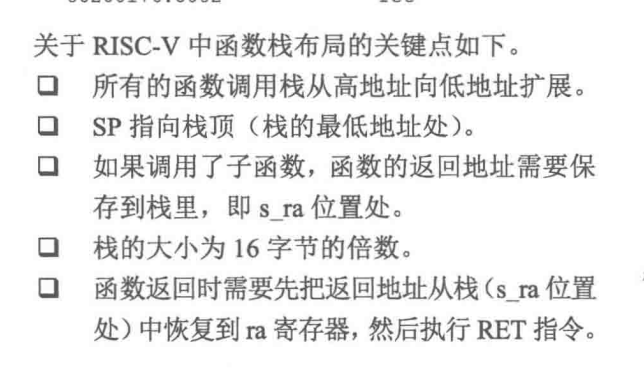 关于 RISC-V 中函数栈布局的关键点如下。
❑ 所有的函数调用栈从高地址向低地址扩展。
❑ SP 指向栈顶（栈的最低地址处）。
❑ 如果调用了子函数，函数的返回地址需要保
存到栈里，即 s_ra 位置处。
❑ 栈的大小为 16 字节的倍数。
❑ 函数返回时需要先把返回地址从栈（s_ra 位置
处）中恢复到 ra 寄存器，然后执行 RET 指令。